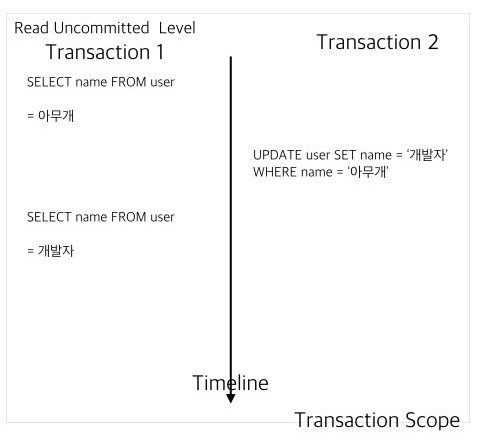 Read Uncommitted Level
Transaction 1
Transaction 2
SELECT name FROM user
= 아무개
UPDATE user SET name = ‘개발자’
WHERE name = ‘아무개’
SELECT name FROM user
= 개발자
Timeline
Transaction Scope